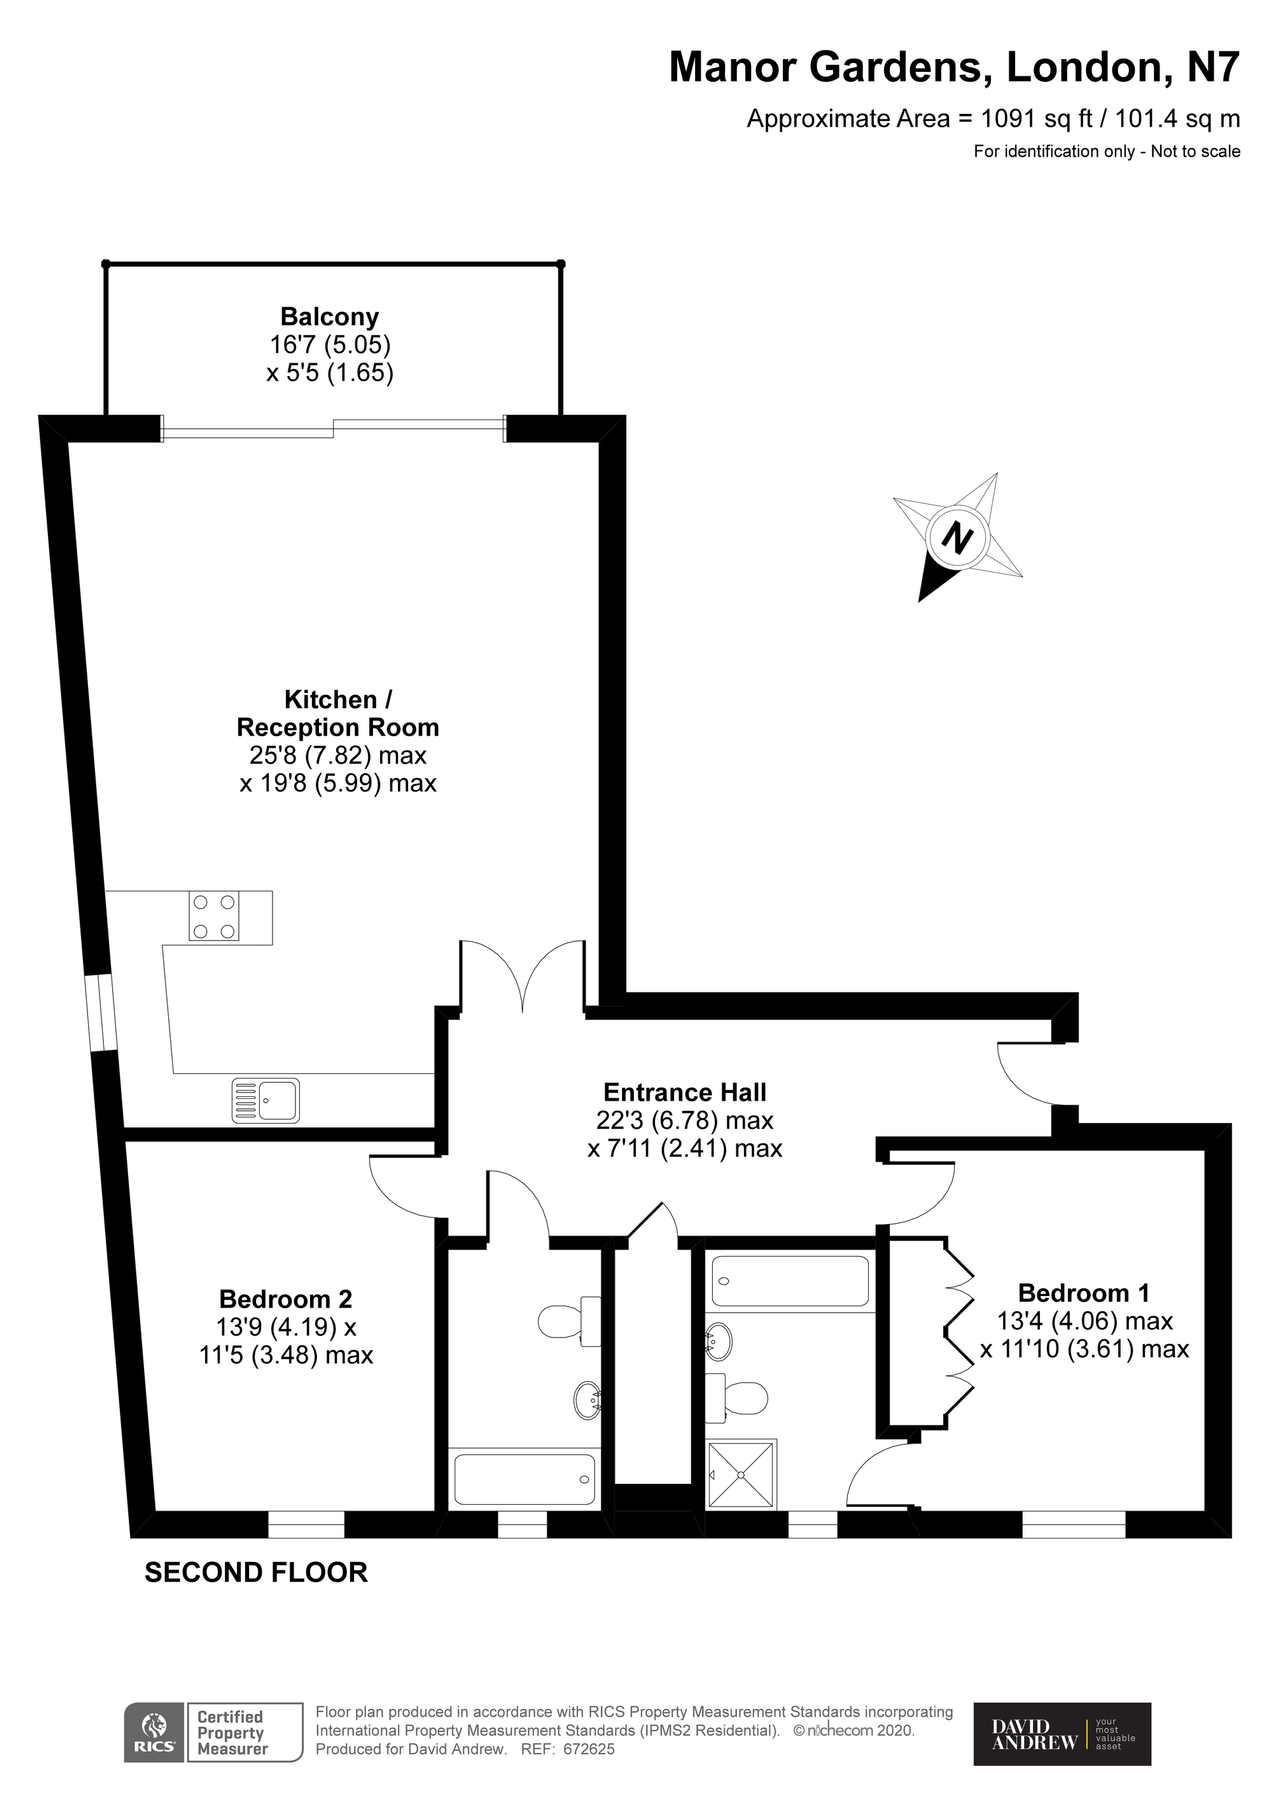 Manor Gardens, London, N7
Approximate Area = 1091 sq ft / 101.4 sq m
For identification only - Not to scale
Balcony
16'7 (5.05)
x 5'5 (1.65)
N
Kitchen /
Reception Room
25'8 (7.82) max
x 19'8 (5.99) max
Entrance Hall
22'3 (6.78) max
x 7'11 (2.41) max
Bedroom 2
13'9 (4.19) x
11'5 (3.48) max
Bedroom 1
13'4 (4.06) max
x 11'10 (3.61) max
SECOND FLOOR
RICS
Certified
Property
Measurer
Floor plan produced in accordance with RICS Property Measurement Standards incorporating
International Property Measurement Standards (IPMS2 Residential). © nichecom 2020.
Produced for David Andrew. REF: 672625
DAVID
ANDREW
your
most
valuable
asset